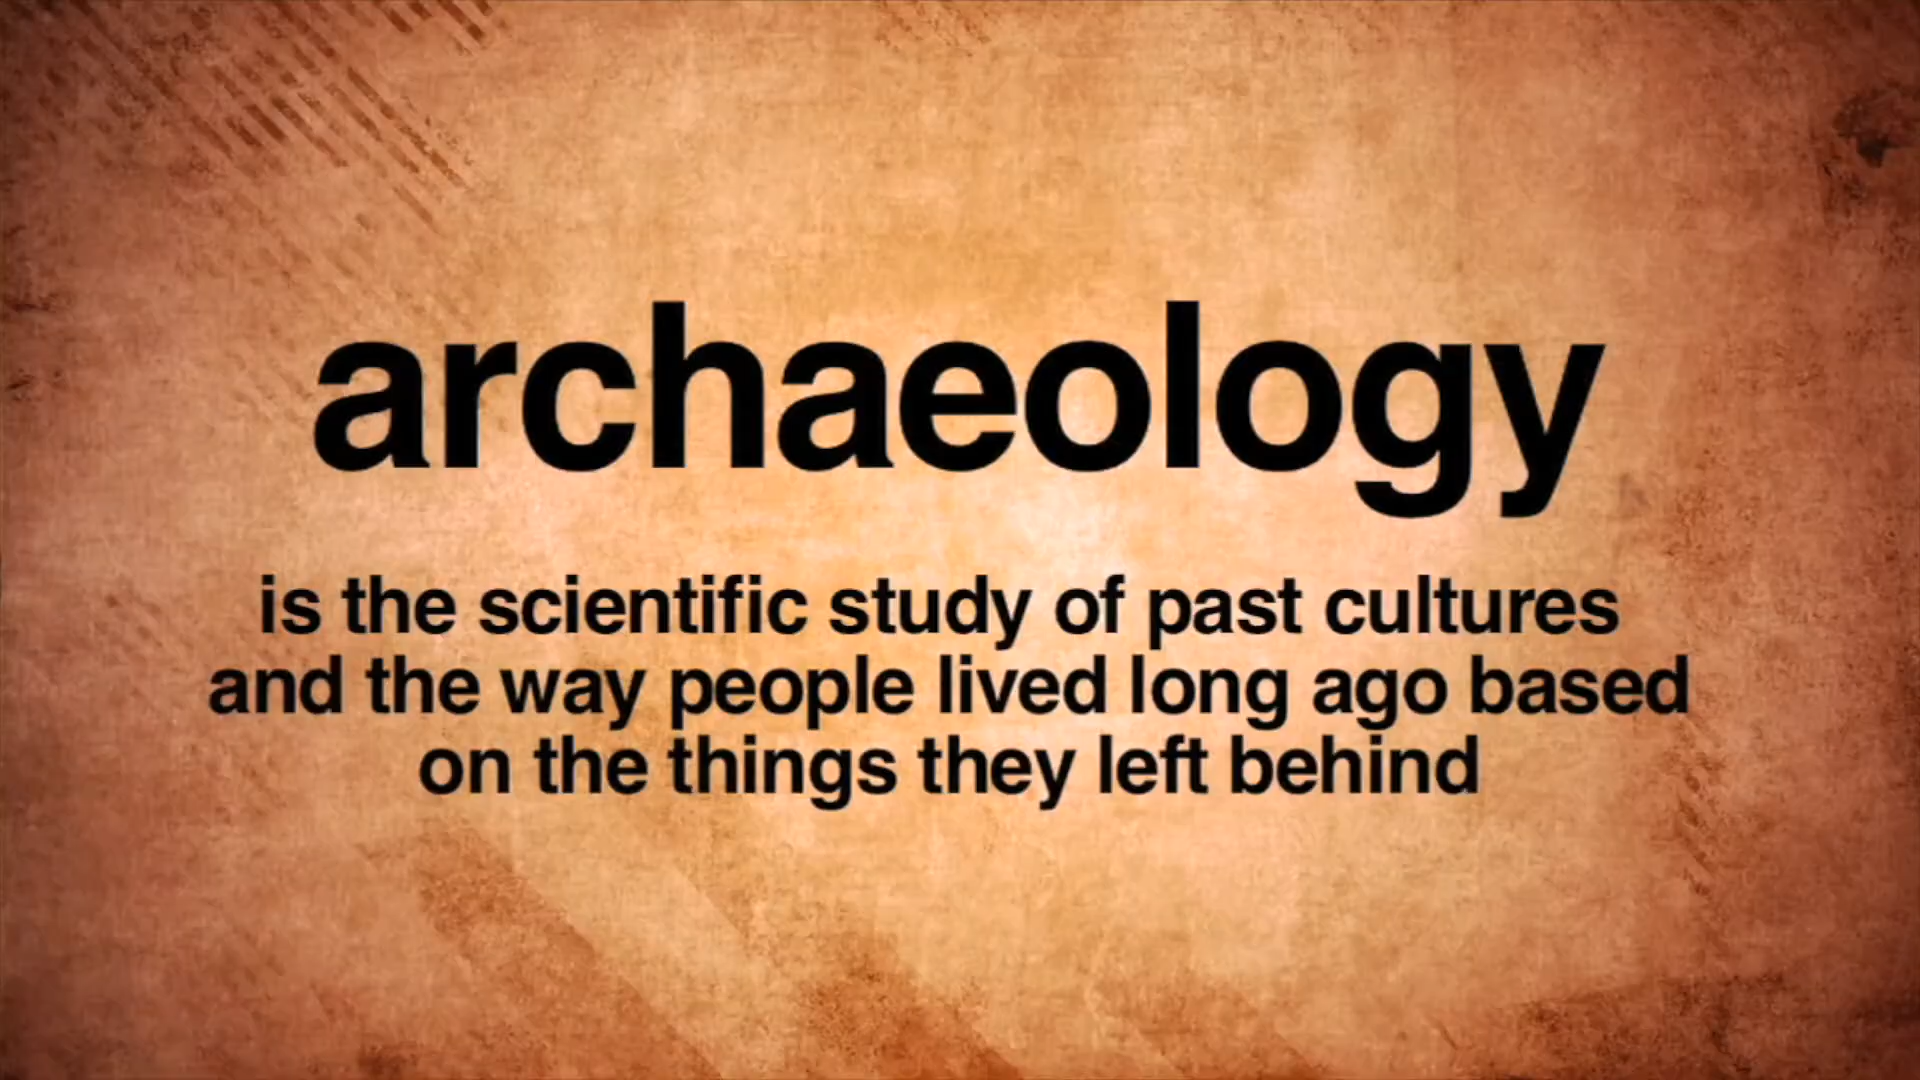 archaeology
is the scientific study of past cultures
and the way people lived long ago based
on the things they left behind